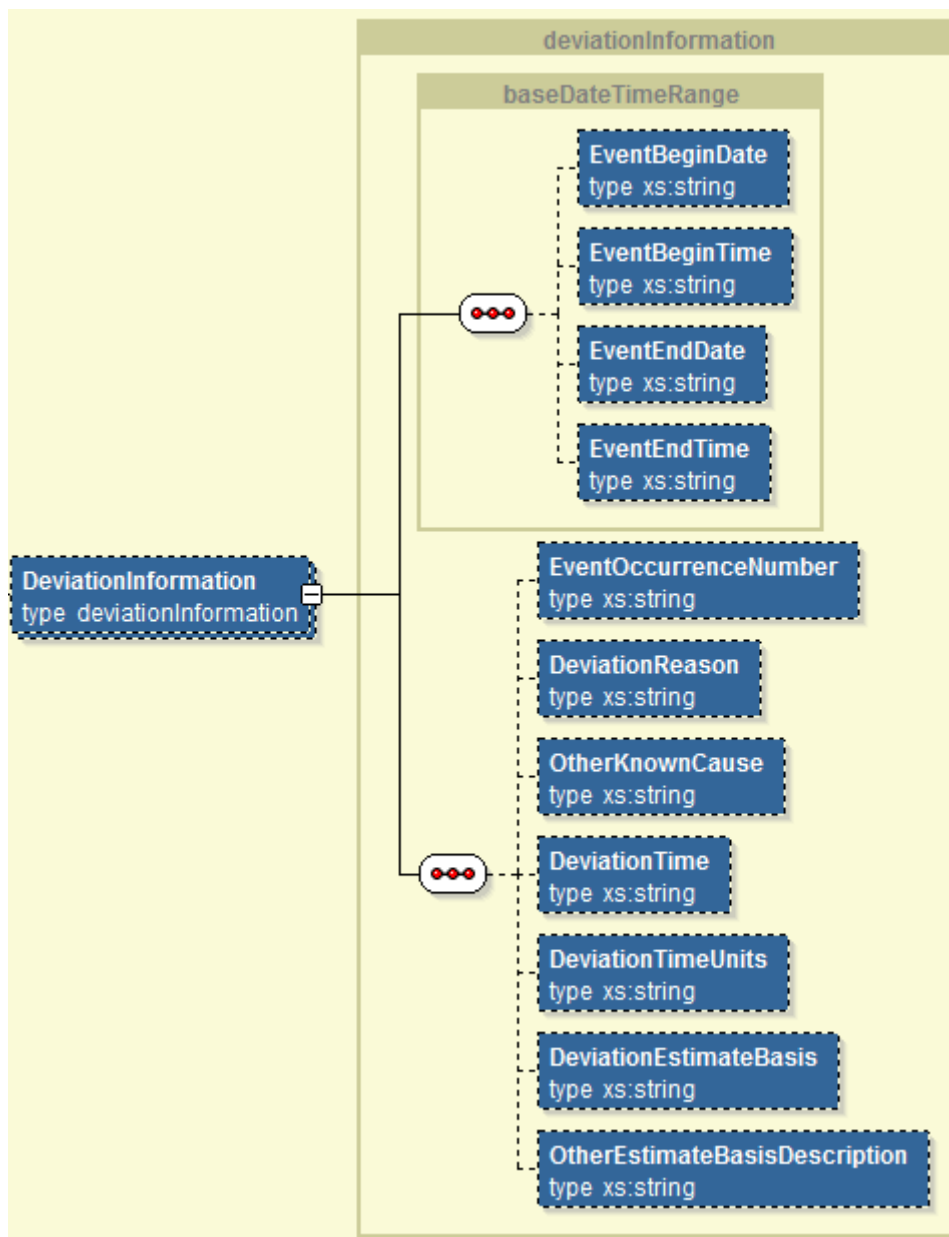 deviationInformation
baseDateTimeRange
EventBeginDate
type xs:string
EventBeginTime
type xs:string
EventEndDate
type xs:string
EventEndTime
type xs:string
DeviationInformation
type deviationInformation
EventOccurrenceNumber
type xs:string
DeviationReason
type xs:string
OtherKnownCause
type xs:string
DeviationTime
type xs:string
DeviationTimeUnits
type xs:string
DeviationEstimateBasis
type xs:string
OtherEstimateBasisDescription
type xs:string